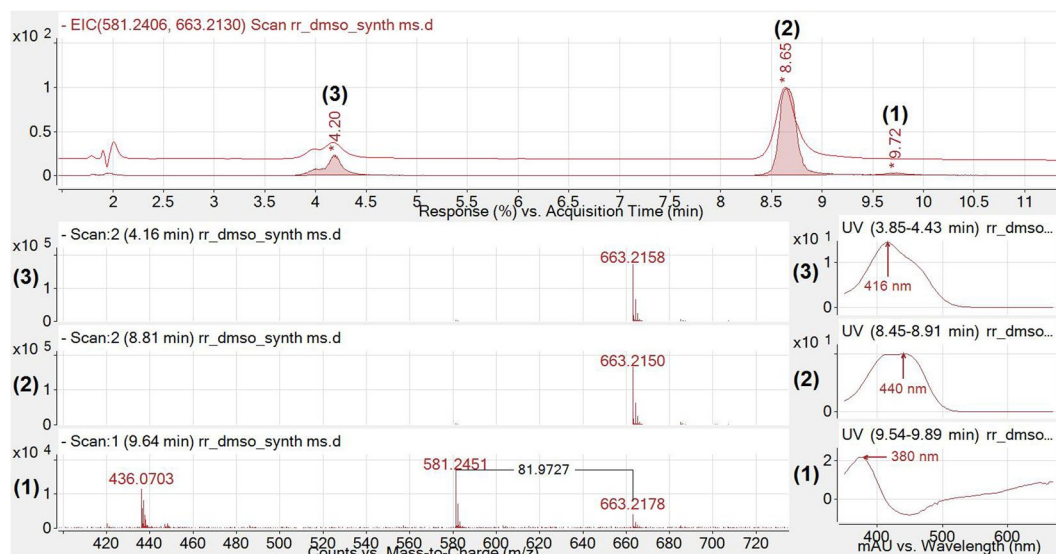 - EIC(581.2406, 663.2130) Scan rr_dmso_synth ms.d
x10 2
(2)
* 8.65
(3)
* 4.20
(1)
* 9.72
1
0.5
0
2 2.5 3 3.5 4 4.5 5 5.5 6 6.5 7 7.5 8 8.5 9 9.5 10 10.5 11
Response (%) vs. Acquisition Time (min)
- Scan:2 (4.16 min) rr_dmso_synth ms.d
x10 5
(3)
663.2158
1
0
- Scan:2 (8.81 min) rr_dmso_synth ms.d
x10 5
(2)
663.2150
1
0
- Scan:1 (9.64 min) rr_dmso_synth ms.d
x10 4
(1)
436.0703
581.2451
81.9727
663.2178
1
0
420 440 460 480 500 520 540 560 580 600 620 640 660 680 700 720
Counts vs. Mass-to-Charge (m/z)
UV (3.85-4.43 min) rr_dmso...
x10 1
(3)
1
416 nm
0
UV (8.45-8.91 min) rr_dmso...
x10 1
(2)
440 nm
0
UV (9.54-9.89 min) rr_dmso...
2
380 nm
(1)
0
400 500 600
mAU vs. Wavelength (nm)